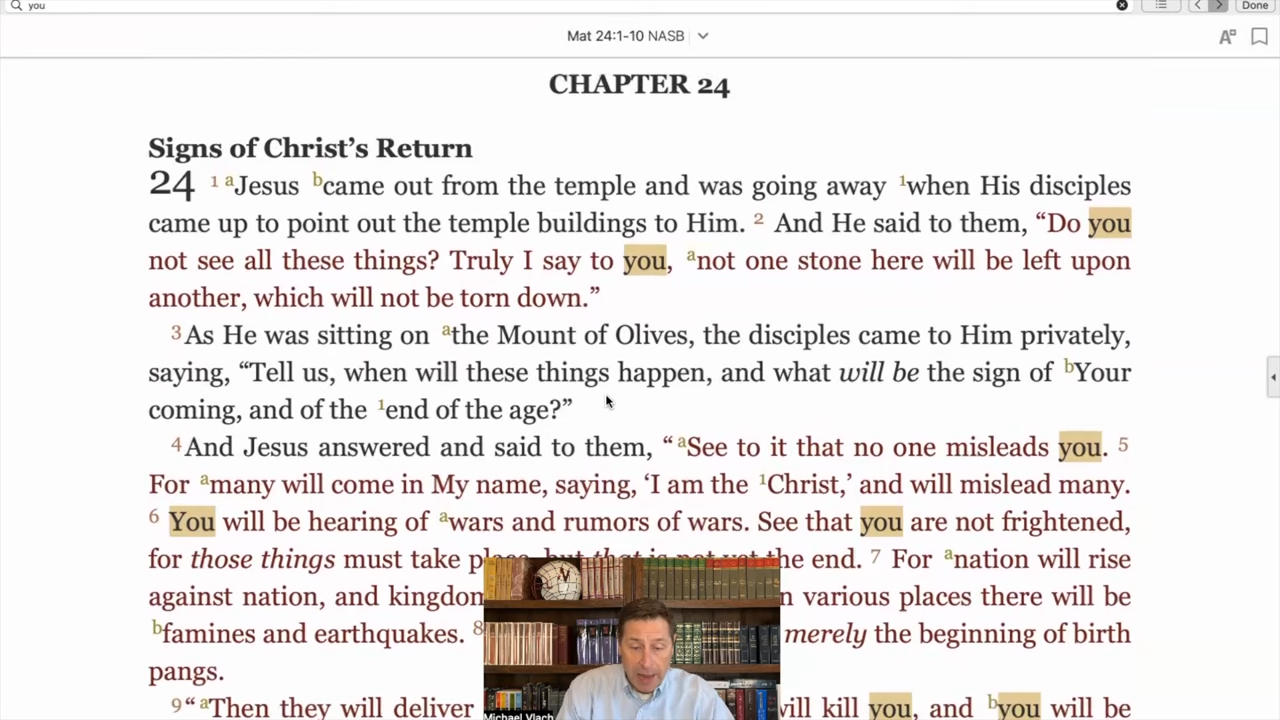 you Done
Mat 24:1-10 NASB
CHAPTER 24
Signs of Christ’s Return
24 1 aJesus bcame out from the temple and was going away 1when His disciples
came up to point out the temple buildings to Him. 2 And He said to them, “Do you
not see all these things? Truly I say to you, anot one stone here will be left upon
another, which will not be torn down.”
3As He was sitting on athe Mount of Olives, the disciples came to Him privately,
saying, “Tell us, when will these things happen, and what will be the sign of bYour
coming, and of the 1end of the age?”
4And Jesus answered and said to them, “aSee to it that no one misleads you. 5
For amany will come in My name, saying, ‘I am the 1Christ,’ and will mislead many.
6 You will be hearing of awars and rumors of wars. See that you are not frightened,
for those things must take the end. 7 For anation will rise
against nation, and various places there will be
bfamines and earthquakes. 8 merely the beginning of birth
pangs.
9“aThen they will deliver will kill you, and byou will be
Michael Vlach